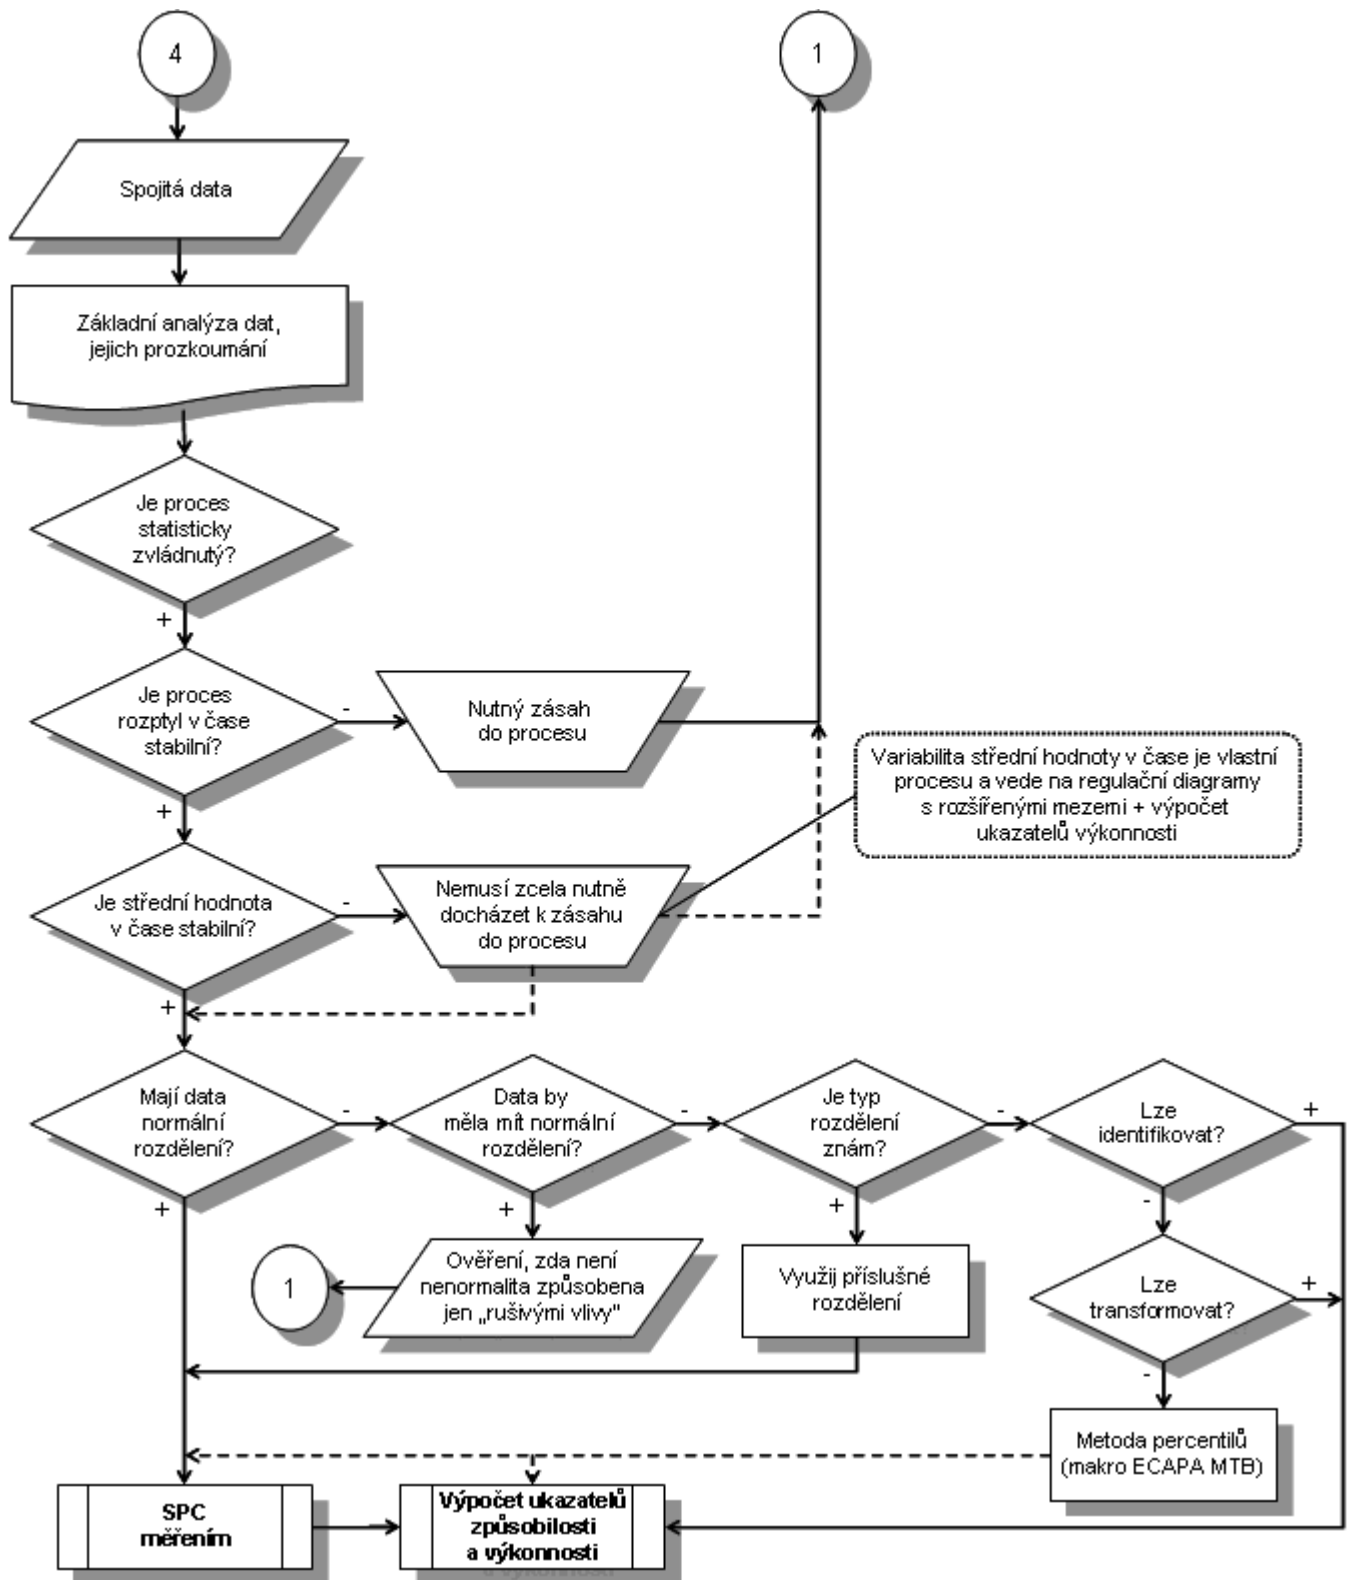 4
1
Spojitá data
Základní analýza dat,
jejich prozkoumání
Je proces
statisticky
zvládnutý?
+
Je proces
rozptyl v čase
stabilní?
-
Nutný zásah
do procesu
+
Variabilita střední hodnoty v čase je vlastní
procesu a vede na regulační diagramy
s rozšířenými mezemi + výpočet
ukazatelů výkonnosti
Je střední hodnota
v čase stabilní?
-
Nemusí zcela nutně
docházet k zásahu
do procesu
+
Mají data
normální
rozdělení?
-
Data by
měla mít normální
rozdělení?
-
Je typ
rozdělení
znám?
-
Lze
identifikovat?
+
+
+
+
-
1
Ověření, zda není
nenormalita způsobena
jen „rušivými vlivy"
Využij příslušné
rozdělení
Lze
transformovat?
+
-
Metoda percentilů
(makro ECAPA MTB)
SPC
měřením
Výpočet ukazatelů
způsobilosti
a výkonnosti